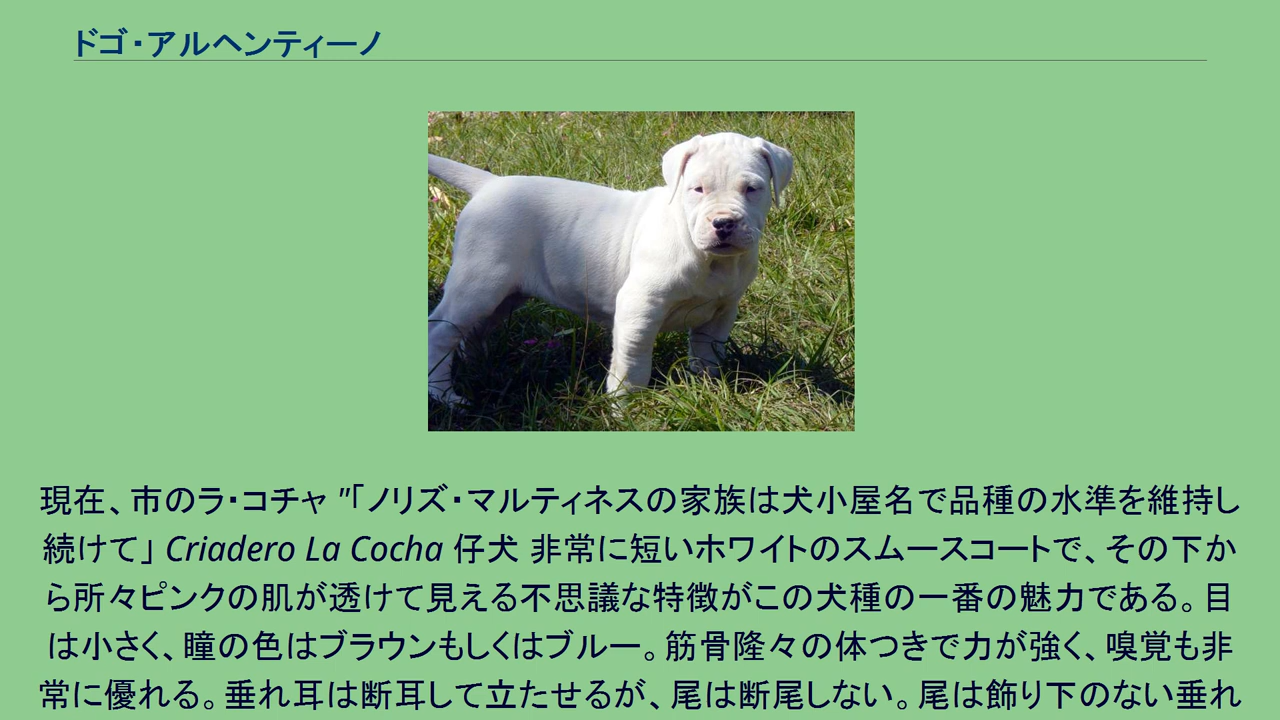 ドゴ・アルヘンティーノ
現在、市のラ・コチャ "「ノリズ・マルティネスの家族は犬小屋名で品種の水準を維持し
続けて」 Criadero La Cocha 仔犬 非常に短いホワイトのスムースコートで、その下か
ら所々ピンクの肌が透けて見える不思議な特徴がこの犬種の一番の魅力である。目
は小さく、瞳の色はブラウンもしくはブルー。筋骨隆々の体つきで力が強く、嗅覚も非
常に優れる。垂れ耳は断耳して立たせるが、尾は断尾しない。尾は飾り下のない垂れ